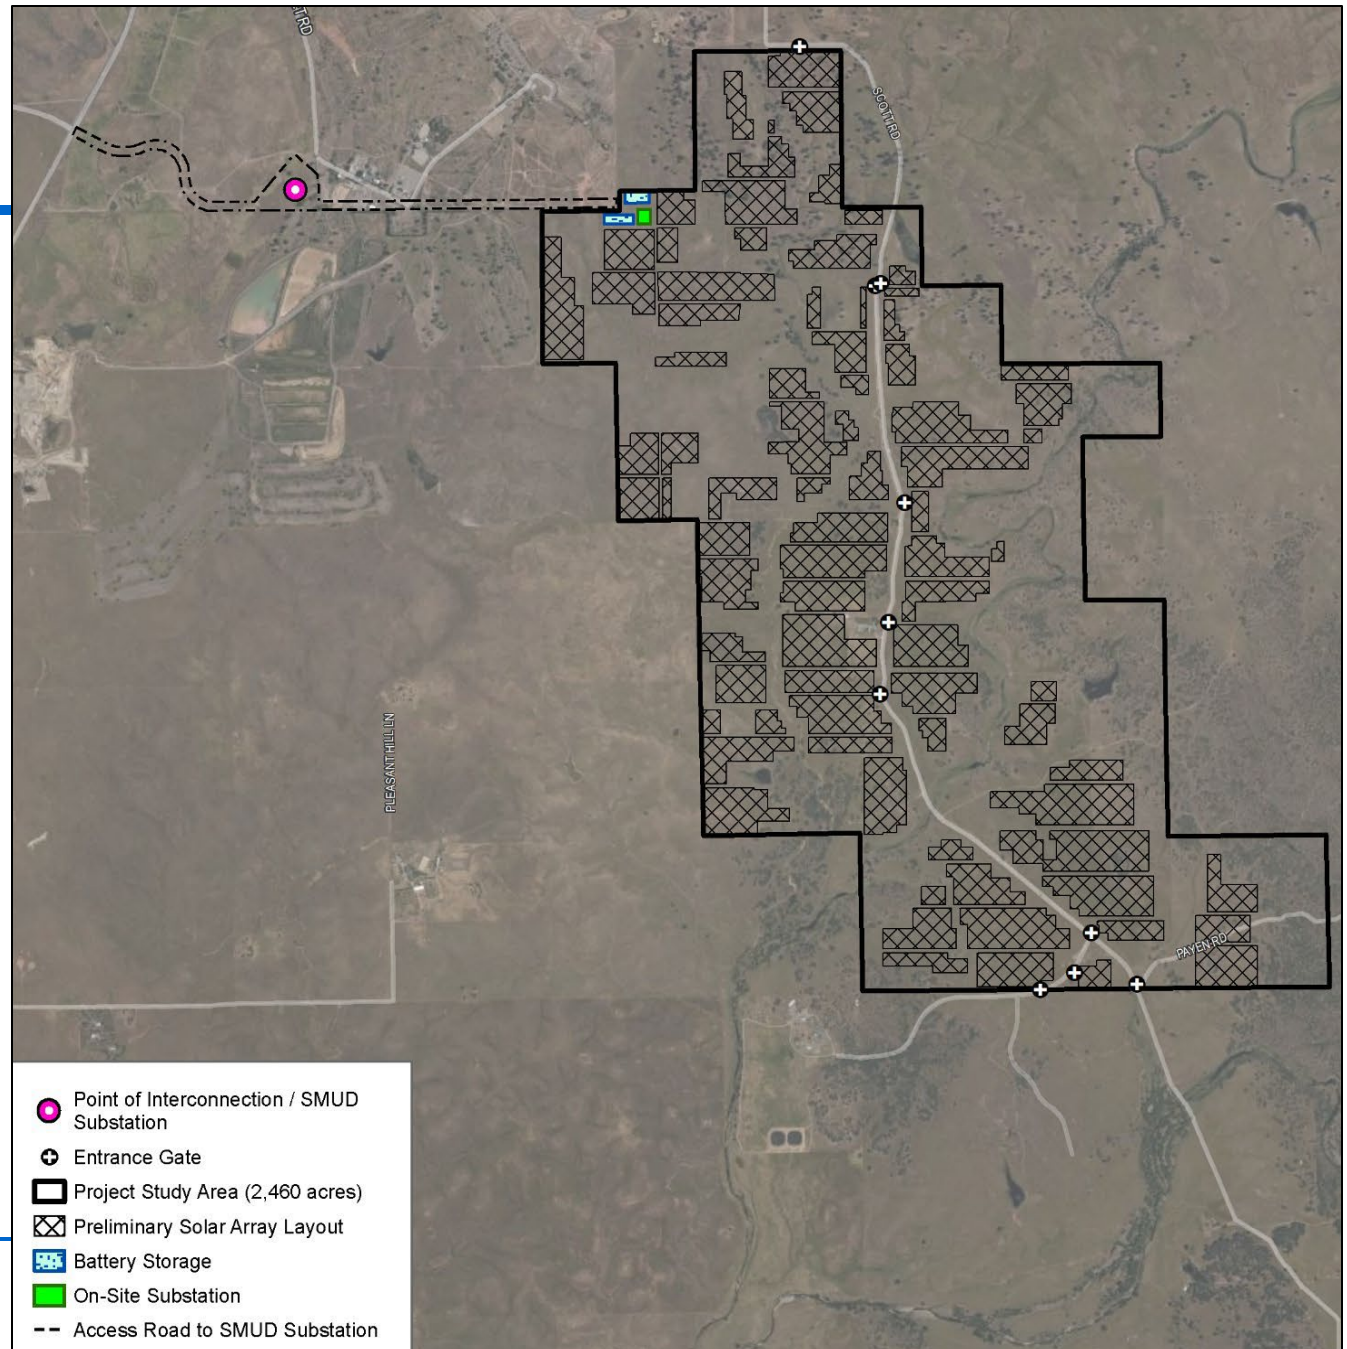 SCOTT RD
PLEASANT HILL LN
PAYEN RD
Point of Interconnection / SMUD
Substation
Entrance Gate
Project Study Area (2,460 acres)
Preliminary Solar Array Layout
Battery Storage
On-Site Substation
Access Road to SMUD Substation